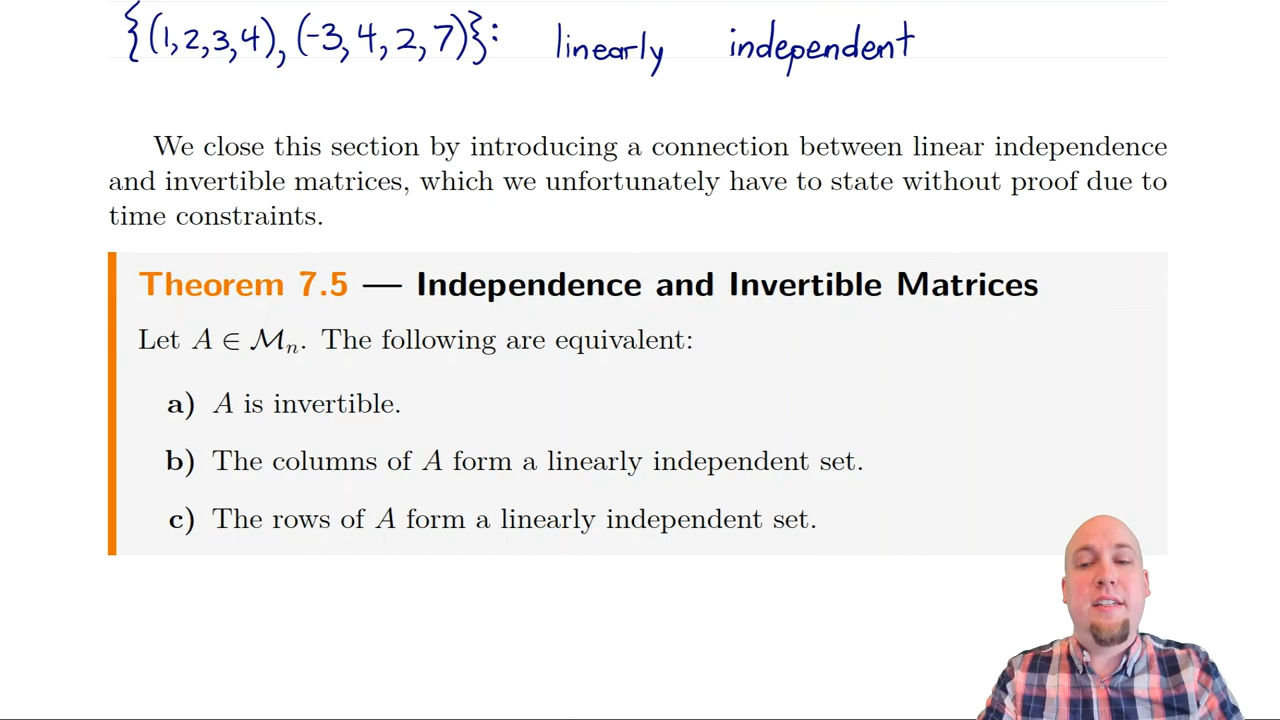 {(1,2,3,4), (-3,4,2,7)}: linearly independent
We close this section by introducing a connection between linear independence
and invertible matrices, which we unfortunately have to state without proof due to
time constraints.
Theorem 7.5 — Independence and Invertible Matrices
Let A ∈ ℳₙ. The following are equivalent:
a) A is invertible.
b) The columns of A form a linearly independent set.
c) The rows of A form a linearly independent set.